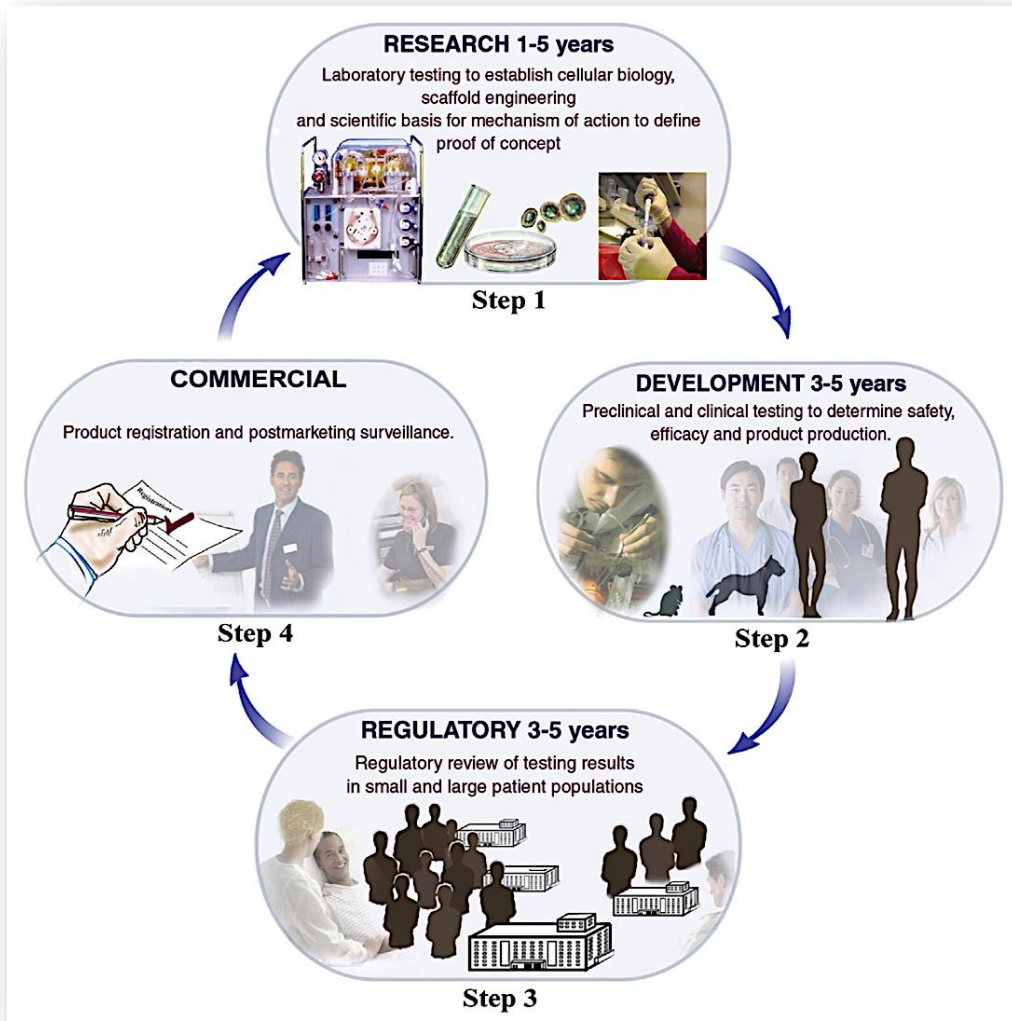 RESEARCH 1-5 years
Laboratory testing to establish cellular biology,
scaffold engineering
and scientific basis for mechanism of action to define
proof of concept
Step 1
DEVELOPMENT 3-5 years
Preclinical and clinical testing to determine safety,
efficacy and product production.
Step 2
REGULATORY 3-5 years
Regulatory review of testing results
in small and large patient populations
Step 3
COMMERCIAL
Product registration and postmarketing surveillance.
Registration
Step 4